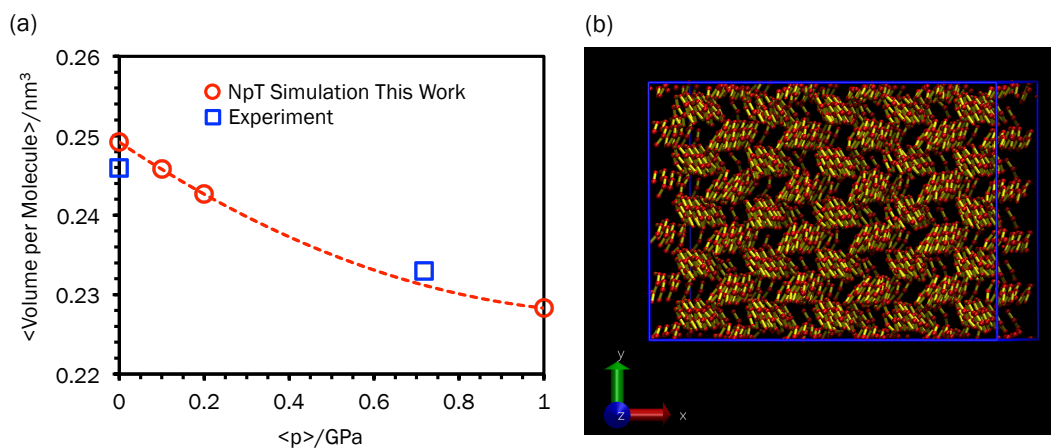 (a)
<Volume per Molecule>/nm³
0.26
0.25
0.24
0.23
0.22
NpT Simulation This Work
Experiment
0
0.2
0.4
0.6
0.8
1
<p>/GPa
(b)
y
z
x